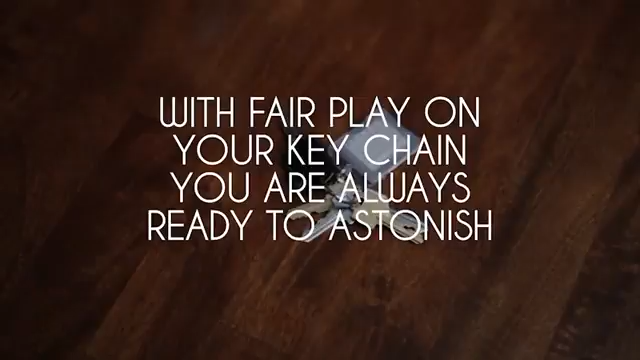 WITH FAIR PLAY ON
YOUR KEY CHAIN
YOU ARE ALWAYS
READY TO ASTONISH